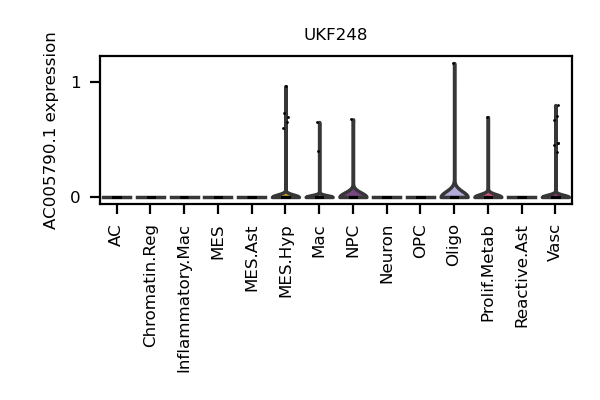 UKF248
AC005790.1 expression
1
0
AC
Chromatin.Reg
Inflammatory.Mac
MES
MES.Ast
MES.Hyp
Mac
NPC
Neuron
OPC
Oligo
Prolif.Metab
Reactive.Ast
Vasc